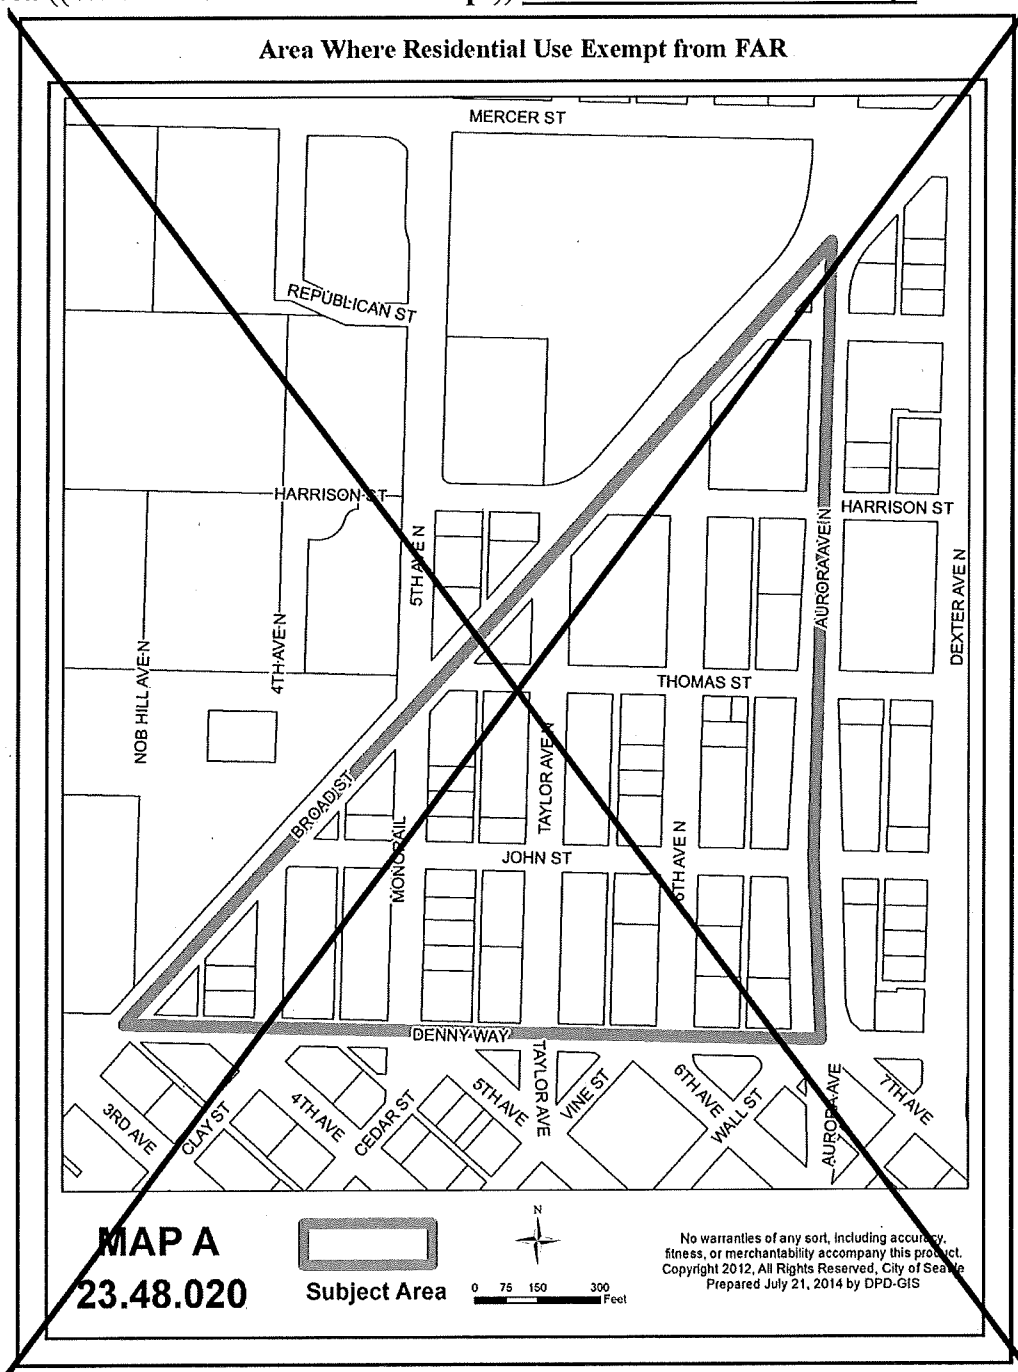 Area Where Residential Use Exempt from FAR
MERCER ST
REPUBLICAN ST
HARRISON ST
HARRISON ST
5TH AVE N
AURORA AVE N
DEXTER AVE N
NOB HILL AVE N
4TH AVE N
THOMAS ST
BROAD ST
TAYLOR AVE N
MONORAIL
JOHN ST
6TH AVE N
DENNY WAY
3RD AVE
CLAY ST
4TH AVE
CEDAR ST
5TH AVE
TAYLOR AVE
VINE ST
6TH AVE
WALL ST
AURORA AVE
7TH AVE
MAP A
23.48.020
Subject Area
N
0 75 150 300
Feet
No warranties of any sort, including accuracy,
fitness, or merchantability accompany this product.
Copyright 2012, All Rights Reserved, City of Seattle
Prepared July 21, 2014 by DPD-GIS